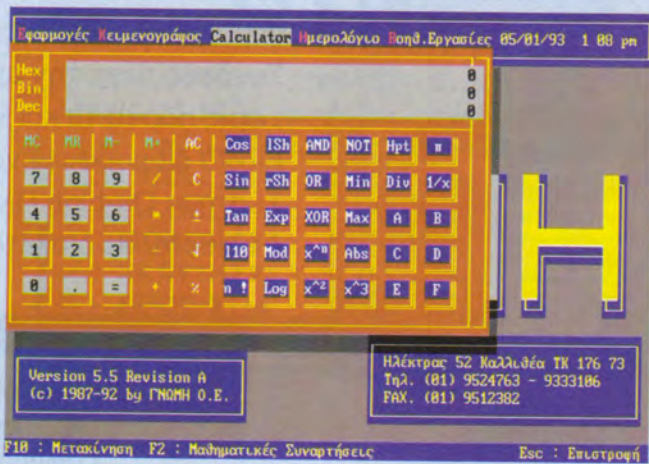 Εφαρμογές Κειμενογράφος Calculator Ημερολόγιο Βοηθ.Εργασίες 05/01/93 1 08 pm
Hex 0
Bin 0
Dec 0
MC MR M- M+ AC Cos lSh AND NOT Hpt π
7 8 9 / C Sin rSh OR Min Div 1/x
4 5 6 * ± Tan Exp XOR Max A B
1 2 3 - √ l10 Mod x^n Abs C D
0 . = + % n ! Log x^2 x^3 E F
H
Version 5.5 Revision A
(c) 1987-92 by ΓΝΩΜΗ Ο.Ε.
Ηλέκτρας 52 Καλλιθέα ΤΚ 176 73
Τηλ. (01) 9524763 - 9333106
FAX. (01) 9512382
F10 : Μετακίνηση F2 : Μαθηματικές Συναρτήσεις Esc : Επιστροφή